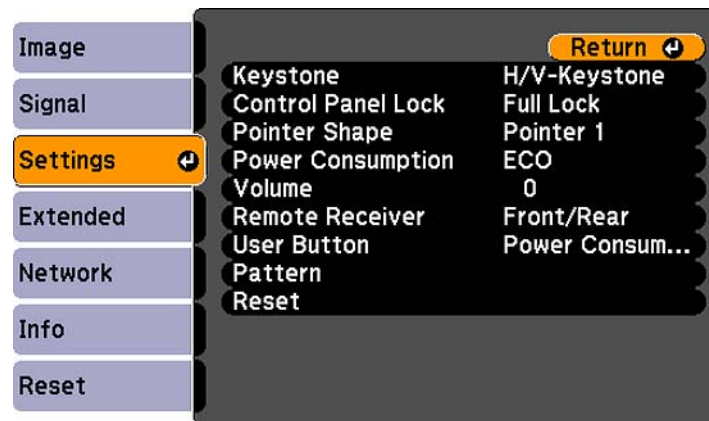 Image
Signal
Settings
Extended
Network
Info
Reset
Return
Keystone H/V-Keystone
Control Panel Lock Full Lock
Pointer Shape Pointer 1
Power Consumption ECO
Volume 0
Remote Receiver Front/Rear
User Button Power Consum...
Pattern
Reset